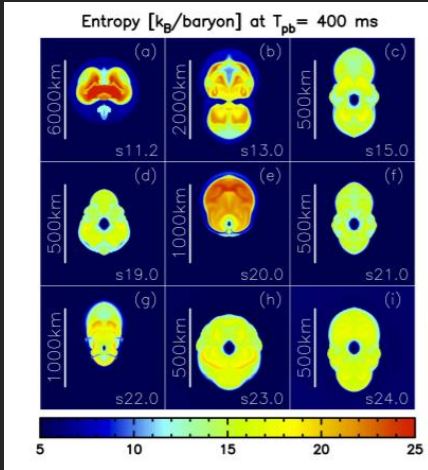 Entropy [k_B/baryon] at T_pb= 400 ms
(a)
6000km
s11.2
(b)
2000km
s13.0
(c)
500km
s15.0
(d)
500km
s19.0
(e)
1000km
s20.0
(f)
500km
s21.0
(g)
1000km
s22.0
(h)
500km
s23.0
(i)
500km
s24.0
5 10 15 20 25